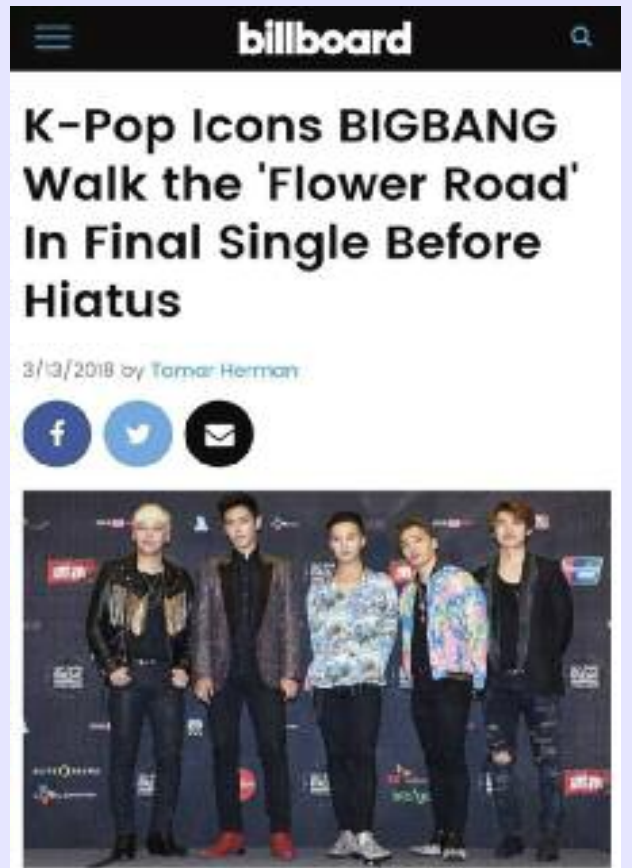 billboard
K-Pop Icons BIGBANG
Walk the 'Flower Road'
In Final Single Before
Hiatus
3/13/2018 by Tamar Herman
f